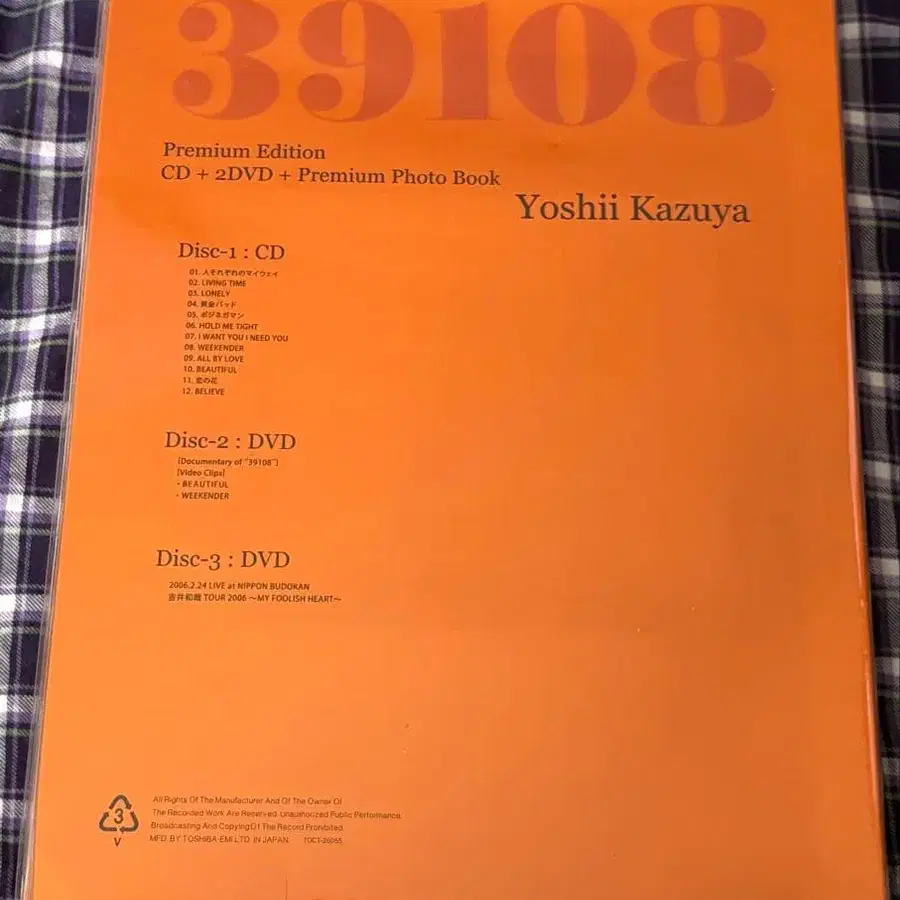 39108
Premium Edition
CD + 2DVD + Premium Photo Book
Yoshii Kazuya
Disc-1 : CD
01. 人それぞれのマイウェイ
02. LIVING TIME
03. LONELY
04. 黄金バッド
05. ポジネガマン
06. HOLD ME TIGHT
07. I WANT YOU I NEED YOU
08. WEEKENDER
09. ALL BY LOVE
10. BEAUTIFUL
11. 恋の花
12. BELIEVE
Disc-2 : DVD
[Documentary of "39108"]
[Video Clips]
・BEAUTIFUL
・WEEKENDER
Disc-3 : DVD
2006.2.24 LIVE at NIPPON BUDOKAN
吉井和哉 TOUR 2006 〜MY FOOLISH HEART〜
All Rights Of The Manufacturer And Of The Owner Of
The Recorded Work Are Reserved. Unauthorized Public Performance,
Broadcasting And Copying Of The Record Prohibited.
MFD. BY TOSHIBA-EMI LTD. IN JAPAN. TOCT-26055
3
V